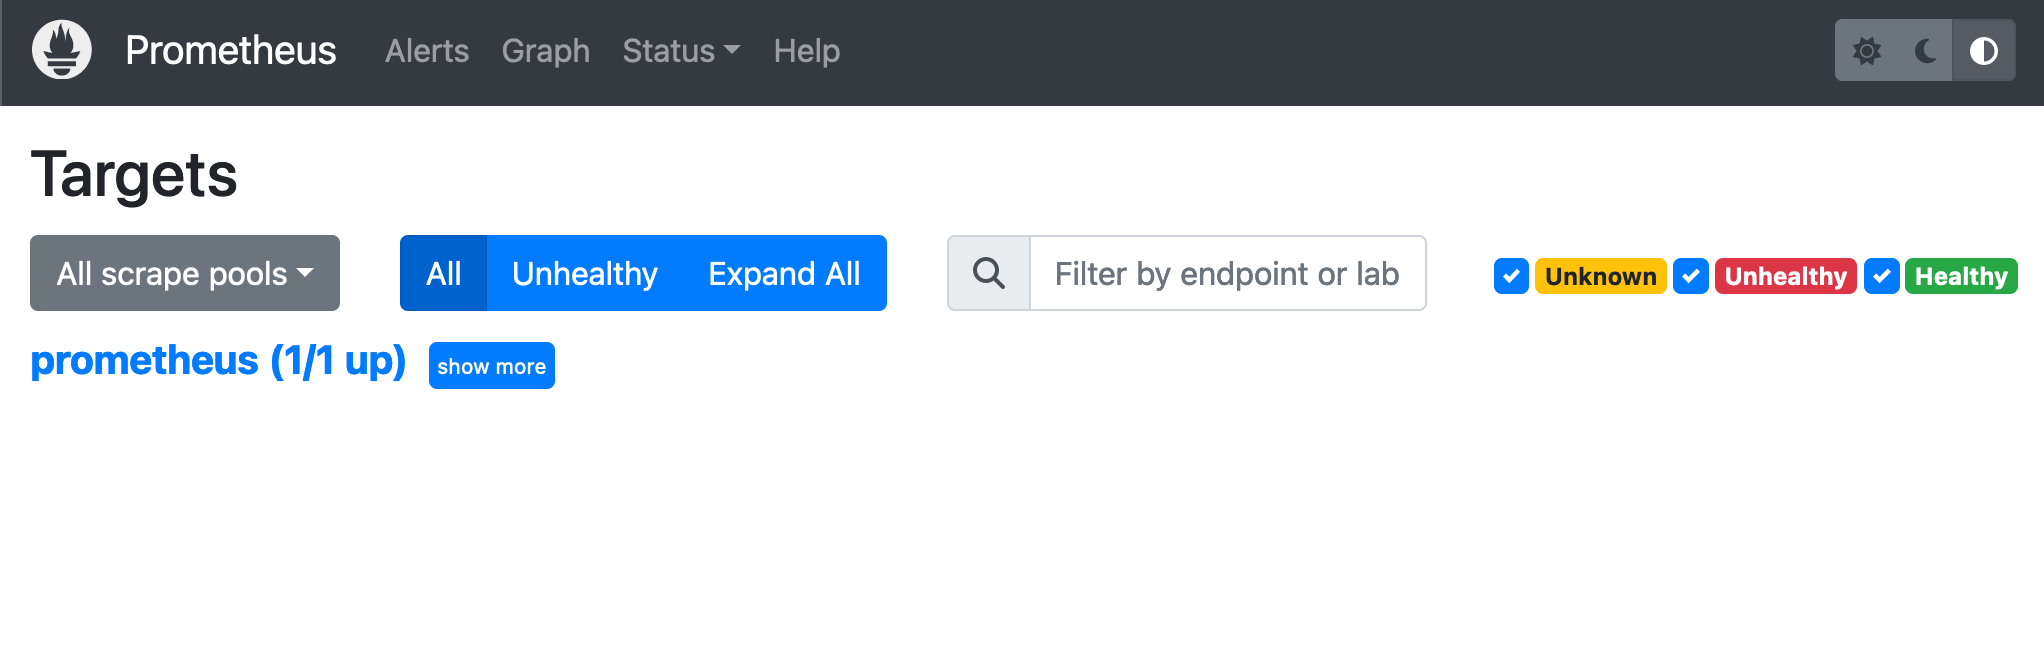 Prometheus Alerts Graph Status Help
Targets
All scrape pools All Unhealthy Expand All Filter by endpoint or lab Unknown Unhealthy Healthy
prometheus (1/1 up) show more